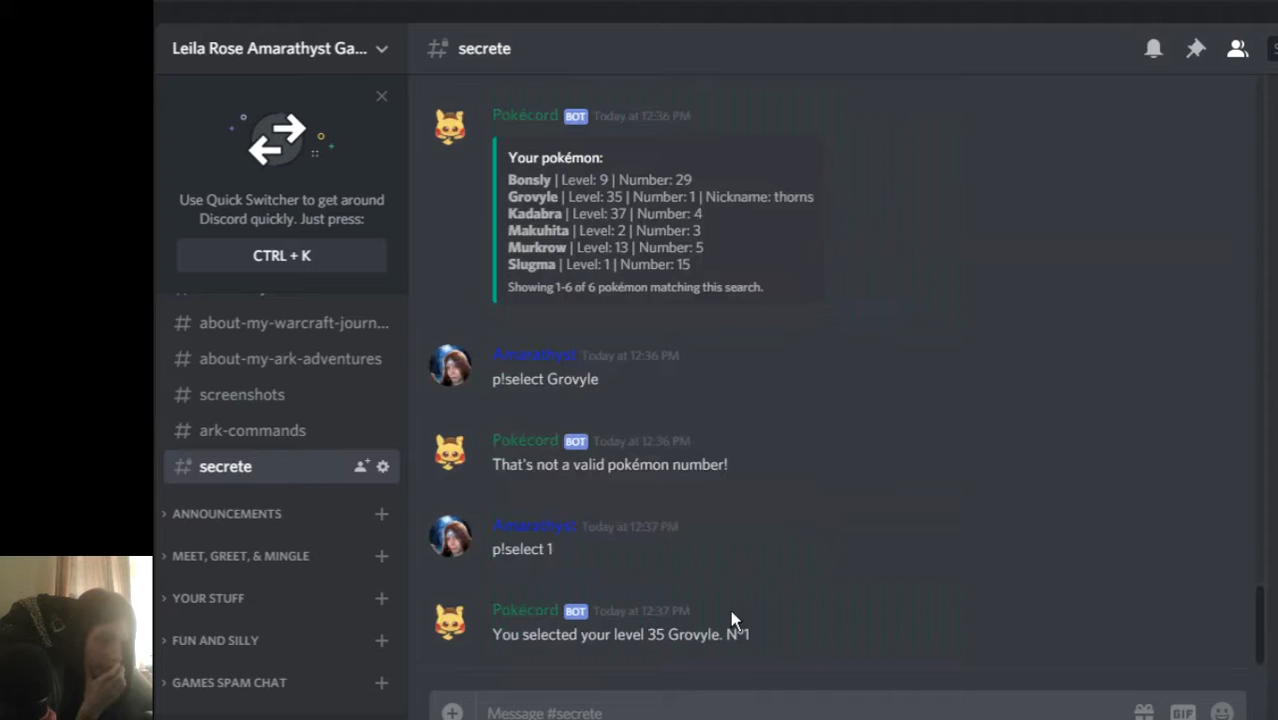 Leila Rose Amarathyst Ga...
secrete
Use Quick Switcher to get around
Discord quickly. Just press:
CTRL + K
# about-my-warcraft-journ...
# about-my-ark-adventures
# screenshots
# ark-commands
secrete
ANNOUNCEMENTS
MEET, GREET, & MINGLE
YOUR STUFF
FUN AND SILLY
GAMES SPAM CHAT
Pokécord BOT Today at 12:36 PM
Your pokémon:
Bonsly | Level: 9 | Number: 29
Grovyle | Level: 35 | Number: 1 | Nickname: thorns
Kadabra | Level: 37 | Number: 4
Makuhita | Level: 2 | Number: 3
Murkrow | Level: 13 | Number: 5
Slugma | Level: 1 | Number: 15
Showing 1-6 of 6 pokémon matching this search.
Amarathyst Today at 12:36 PM
p!select Grovyle
Pokécord BOT Today at 12:36 PM
That's not a valid pokémon number!
Amarathyst Today at 12:37 PM
p!select 1
Pokécord BOT Today at 12:37 PM
You selected your level 35 Grovyle. N°1
Message #secrete
GIF